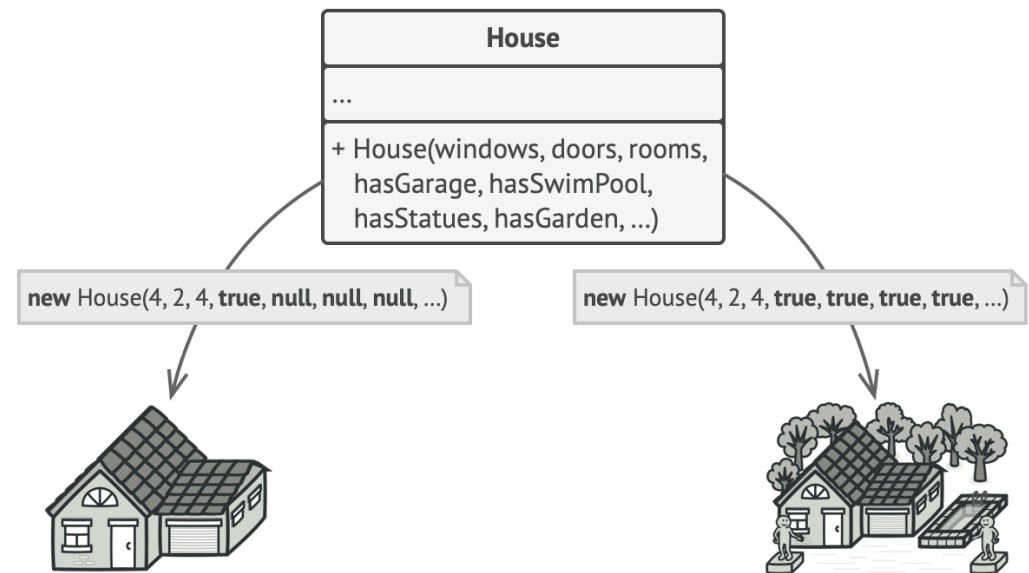 House
...
+ House(windows, doors, rooms,
hasGarage, hasSwimPool,
hasStatues, hasGarden, ...)
new House(4, 2, 4, true, null, null, null, ...)
new House(4, 2, 4, true, true, true, true, ...)